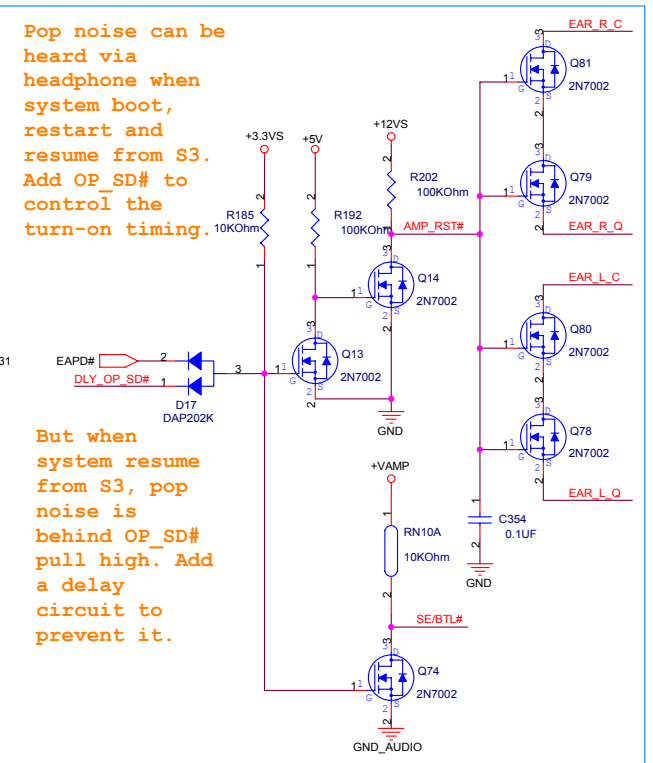 Pop noise can be
heard via
headphone when
system boot,
restart and
resume from S3.
Add OP_SD# to
control the
turn-on timing.
+3.3VS
+5V
+12VS
R185
10KOhm
R192
100KOhm
R202
100KOhm
AMP_RST#
Q14
2N7002
Q13
2N7002
GND
31
EAPD#
DLY_OP_SD#
D17
DAP202K
But when
system resume
from S3, pop
noise is
behind OP_SD#
pull high. Add
a delay
circuit to
prevent it.
+VAMP
RN10A
10KOhm
SE/BTL#
Q74
2N7002
GND_AUDIO
EAR_R_C
Q81
2N7002
Q79
2N7002
EAR_R_Q
EAR_L_C
Q80
2N7002
Q78
2N7002
EAR_L_Q
C354
0.1UF
GND